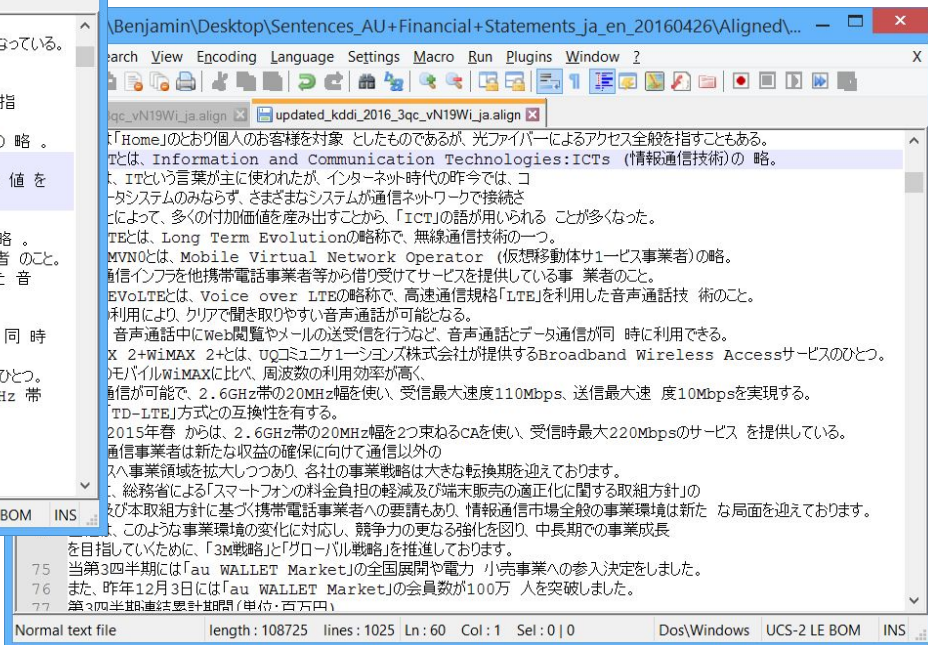 なっている。
指
の 略 。
値 を
略 。
者 のこと。
た 音
同 時
ひとつ。
Hz 帯
BOM INS
\Benjamin\Desktop\Sentences_AU+Financial+Statements_ja_en_20160426\Aligned\...
earch View Encoding Language Settings Macro Run Plugins Window ? X
3qc_vN19Wi_ja.align updated_kddi_2016_3qc_vN19Wi_ja.align
「Home」のとおり個人のお客様を対象 としたものであるが、光ファイバーによるアクセス全般を指すこともある。
Tとは、Information and Communication Technologies:ICTs (情報通信技術)の 略。
、ITという言葉が主に使われたが、インターネット時代の昨今では、コ
ータシステムのみならず、さまざまなシステムが通信ネットワークで接続さ
とによって、多くの付加価値を産み出すことから、「ICT」の語が用いられる ことが多くなった。
TEとは、Long Term Evolutionの略称で、無線通信技術の一つ。
MVN0とは、Mobile Virtual Network Operator (仮想移動体サ1ービス事業者)の略。
通信インフラを他携帯電話事業者等から借り受けてサービスを提供している事 業者のこと。
EVoLTEとは、Voice over LTEの略称で、高速通信規格「LTE」を利用した音声通話技 術のこと。
の利用により、クリアで聞き取りやすい音声通話が可能となる。
音声通話中にWeb閲覧やメールの送受信を行うなど、音声通話とデータ通信が同 時に利用できる。
X 2+WiMAX 2+とは、UQコミュニケ1ーションズ株式会社が提供するBroadband Wireless Accessサービスのひとつ。
のモバイルWiMAXに比べ、周波数の利用効率が高く、
通信が可能で、2.6GHz帯の20MHz幅を使い、受信最大速度110Mbps、送信最大速 度10Mbpsを実現する。
「TD-LTE」方式との互換性を有する。
2015年春 からは、2.6GHz帯の20MHz幅を2つ束ねるCAを使い、受信時最大220Mbpsのサービス を提供している。
通信事業者は新たな収益の確保に向けて通信以外の
スへ事業領域を拡大しつつあり、各社の事業戦略は大きな転換期を迎えております。
、総務省による「スマートフォンの料金負担の軽減及び端末販売の適正化に関する取組方針」の
及び本取組方針に基づく携帯電話事業者への要請もあり、情報通信市場全般の事業環境は新た な局面を迎えております。
、このような事業環境の変化に対応し、競争力の更なる強化を図り、中長期での事業成長
を目指していくために、「3M戦略」と「グローバル戦略」を推進しております。
75 当第3四半期には「au WALLET Market」の全国展開や電力 小売事業への参入決定をしました。
76 また、昨年12月3日には「au WALLET Market」の会員数が100万 人を突破しました。
77 第3四半期連結累計期間(単位:百万円)
Normal text file length : 108725 lines : 1025 Ln : 60 Col : 1 Sel : 0 | 0 Dos\Windows UCS-2 LE BOM INS